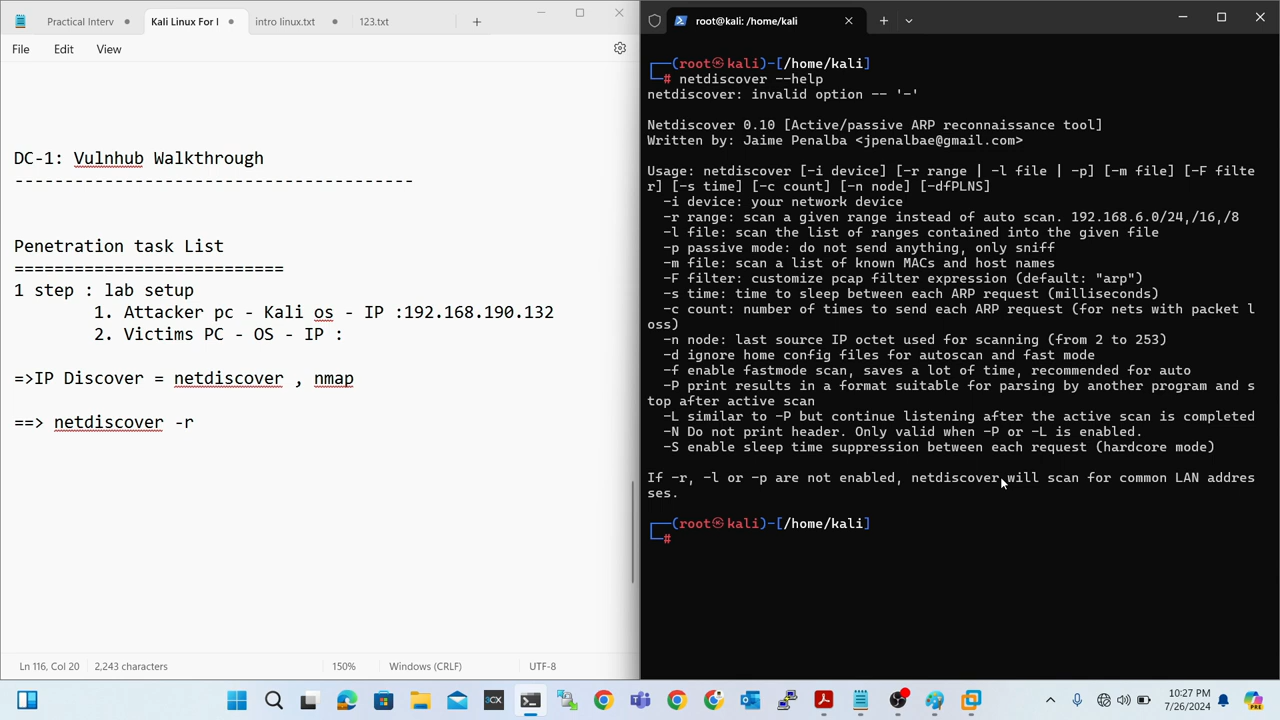 Practical Interv
Kali Linux For I
intro linux.txt
123.txt
File
Edit
View
DC-1: Vulnhub Walkthrough
----------------------------------------
Penetration task List
===========================
1 step : lab setup
1. Attacker pc - Kali os - IP :192.168.190.132
2. Victims PC - OS - IP :
=>IP Discover = netdiscover , nmap
==> netdiscover -r
Ln 116, Col 20
2,243 characters
150%
Windows (CRLF)
UTF-8
root@kali: /home/kali
┌──(root㉿kali)-[/home/kali]
└─# netdiscover --help
netdiscover: invalid option -- '-'
Netdiscover 0.10 [Active/passive ARP reconnaissance tool]
Written by: Jaime Penalba <jpenalbae@gmail.com>
Usage: netdiscover [-i device] [-r range | -l file | -p] [-m file] [-F filte
r] [-s time] [-c count] [-n node] [-dfPLNS]
-i device: your network device
-r range: scan a given range instead of auto scan. 192.168.6.0/24,/16,/8
-l file: scan the list of ranges contained into the given file
-p passive mode: do not send anything, only sniff
-m file: scan a list of known MACs and host names
-F filter: customize pcap filter expression (default: "arp")
-s time: time to sleep between each ARP request (milliseconds)
-c count: number of times to send each ARP request (for nets with packet l
oss)
-n node: last source IP octet used for scanning (from 2 to 253)
-d ignore home config files for autoscan and fast mode
-f enable fastmode scan, saves a lot of time, recommended for auto
-P print results in a format suitable for parsing by another program and s
top after active scan
-L similar to -P but continue listening after the active scan is completed
-N Do not print header. Only valid when -P or -L is enabled.
-S enable sleep time suppression between each request (hardcore mode)
If -r, -l or -p are not enabled, netdiscover will scan for common LAN addres
ses.
┌──(root㉿kali)-[/home/kali]
└─#
3CX
10:27 PM
7/26/2024
PRE